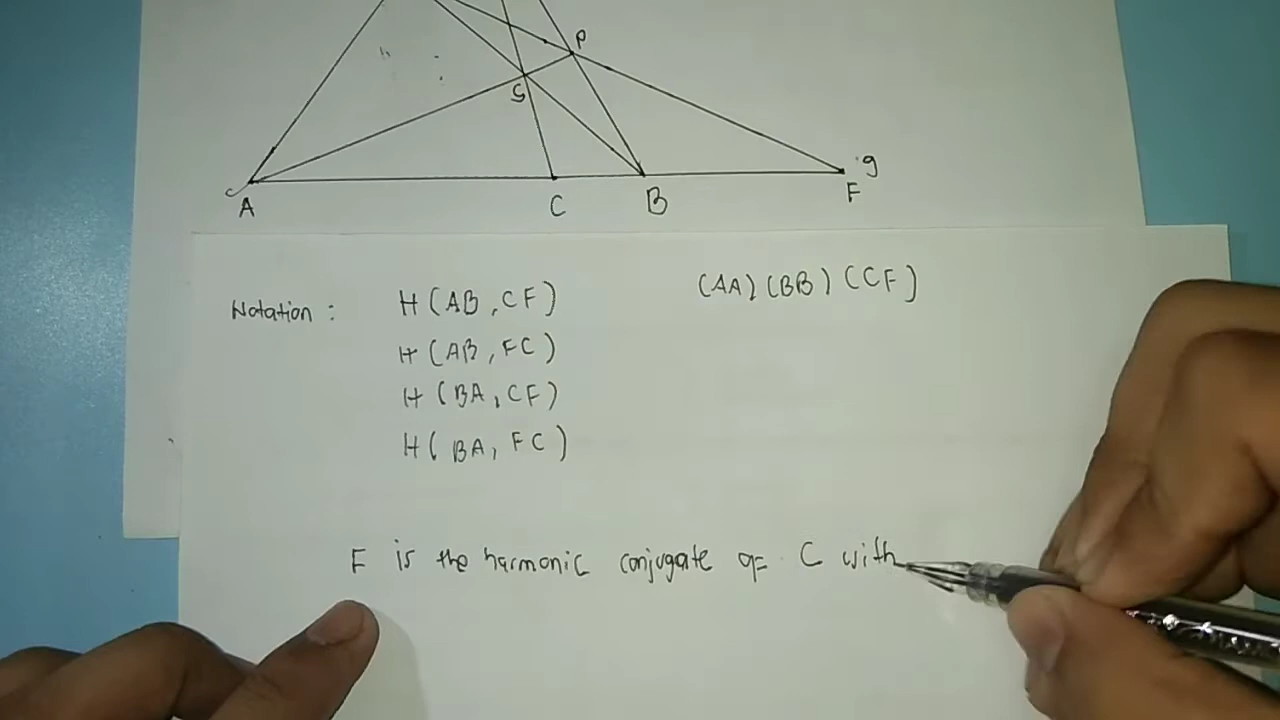 P
S
g
A
C
B
F
Notation :
H (AB, CF)
(AA) (BB) (CF)
H (AB, FC)
H (BA, CF)
H (BA, FC)
F is the harmonic conjugate of C with